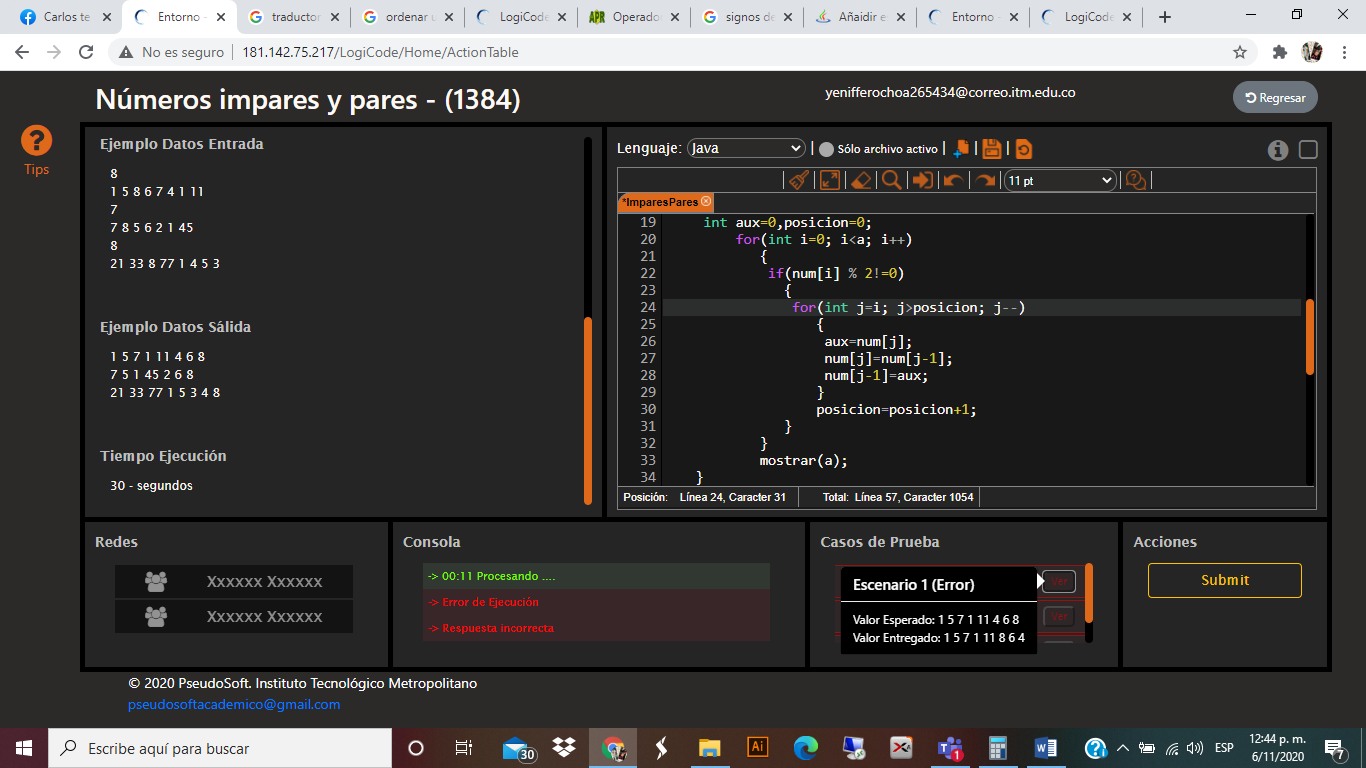 Carlos te
Entorno -
traductor
ordenar u
LogiCode
APR Operado
signos de
Añaidir e
Entorno -
LogiCode
No es seguro | 181.142.75.217/LogiCode/Home/ActionTable
Números impares y pares - (1384)
yenifferochoa265434@correo.itm.edu.co
Regresar
Tips
Ejemplo Datos Entrada
8
1 5 8 6 7 4 1 11
7
7 8 5 6 2 1 45
8
21 33 8 77 1 4 5 3
Ejemplo Datos Sálida
1 5 7 1 11 4 6 8
7 5 1 45 2 6 8
21 33 77 1 5 3 4 8
Tiempo Ejecución
30 - segundos
Lenguaje: Java | Sólo archivo activo
11 pt
*ImparesPares
19 int aux=0,posicion=0;
20 for(int i=0; i<a; i++)
21 {
22 if(num[i] % 2!=0)
23 {
24 for(int j=i; j>posicion; j--)
25 {
26 aux=num[j];
27 num[j]=num[j-1];
28 num[j-1]=aux;
29 }
30 posicion=posicion+1;
31 }
32 }
33 mostrar(a);
34 }
Posición: Línea 24, Caracter 31 Total: Línea 57, Caracter 1054
Redes
Xxxxxx Xxxxxx
Xxxxxx Xxxxxx
Consola
-> 00:11 Procesando ....
-> Error de Ejecución
-> Respuesta incorrecta
Casos de Prueba
Escenario 1 (Error)
Valor Esperado: 1 5 7 1 11 4 6 8
Valor Entregado: 1 5 7 1 11 8 6 4
Ver
Ver
Acciones
Submit
© 2020 PseudoSoft. Instituto Tecnológico Metropolitano
pseudosoftacademico@gmail.com
Escribe aquí para buscar
30
Ai
1
ESP
12:44 p. m.
6/11/2020
7